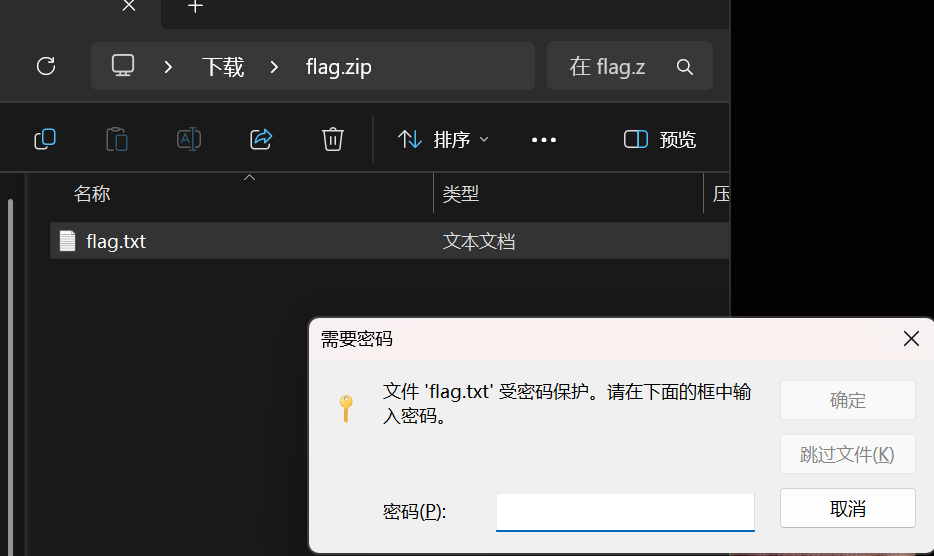 下载 flag.zip 在 flag.z
排序 预览
名称 类型 压
flag.txt 文本文档
需要密码
文件 'flag.txt' 受密码保护。请在下面的框中输
入密码。
确定
跳过文件(K)
密码(P):
取消